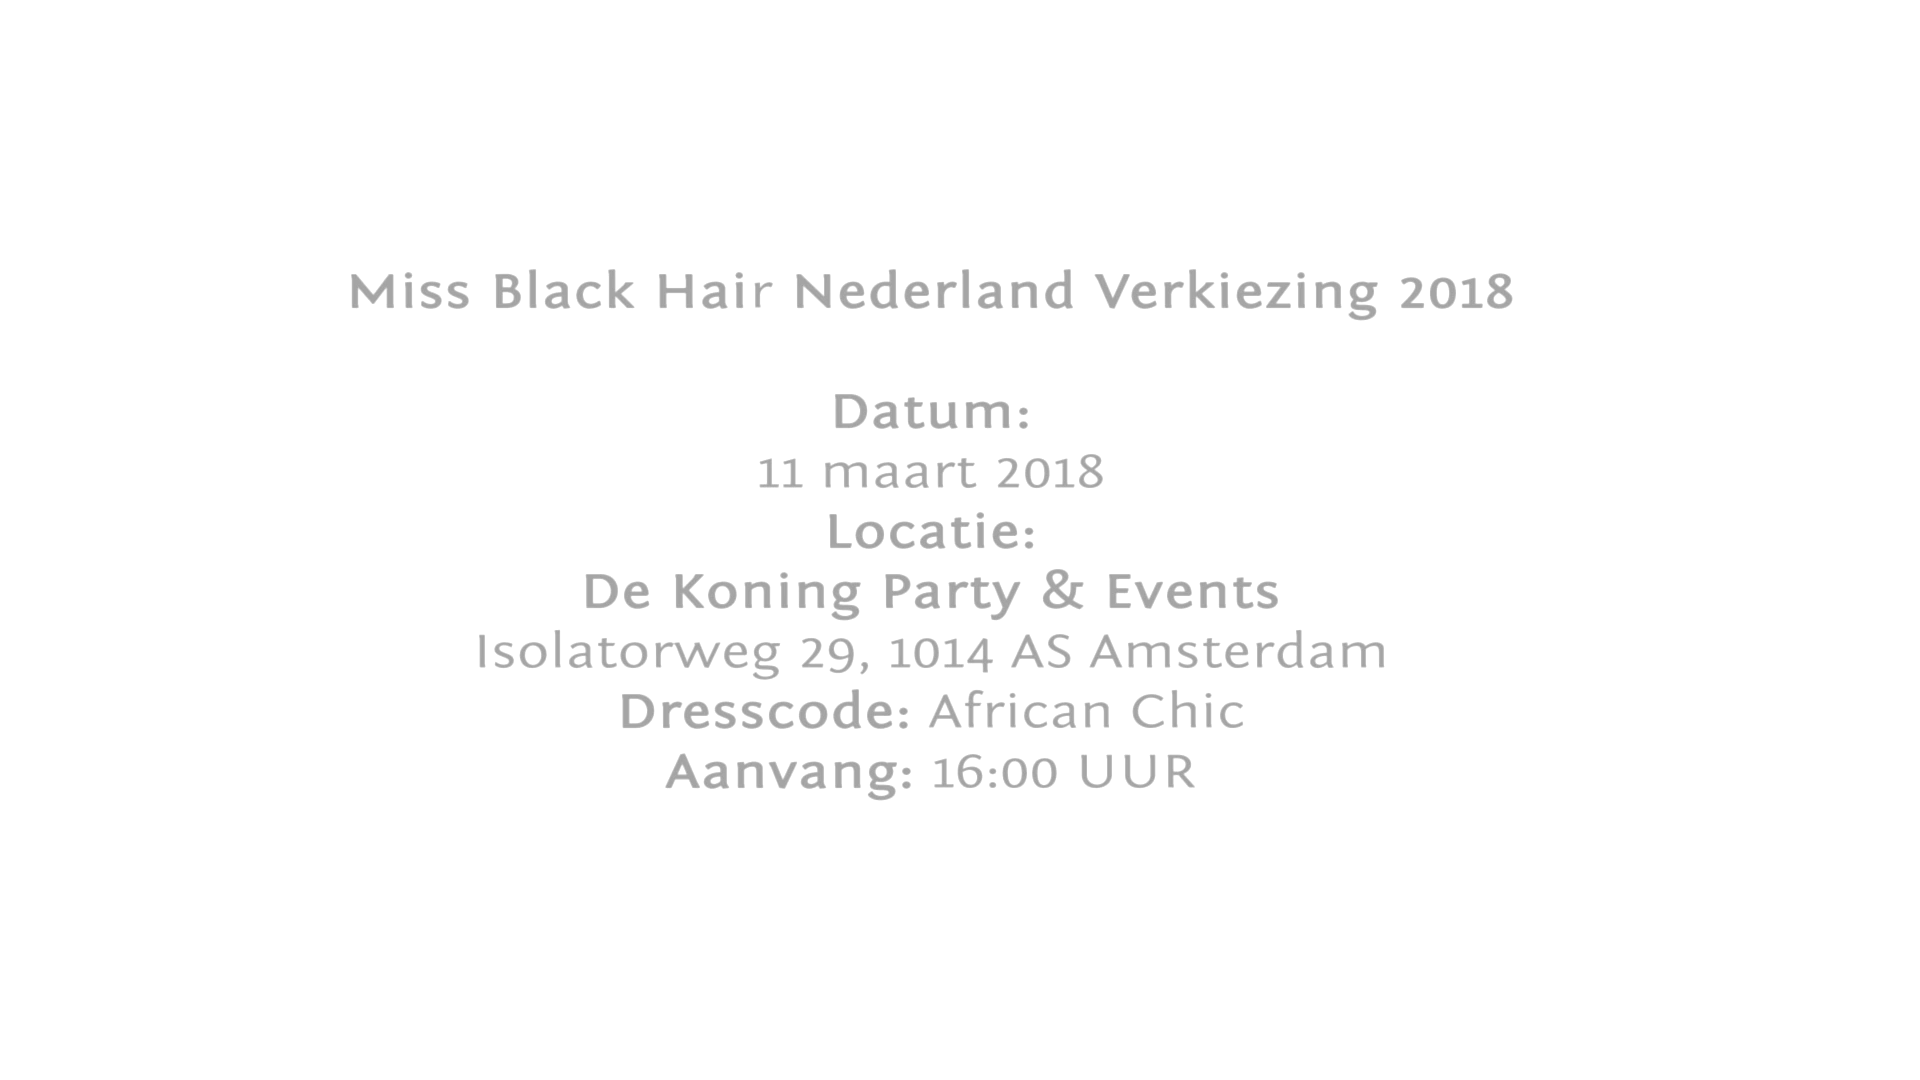 Miss Black Hair Nederland Verkiezing 2018
Datum:
11 maart 2018
Locatie:
De Koning Party & Events
Isolatorweg 29, 1014 AS Amsterdam
Dresscode: African Chic
Aanvang: 16:00 UUR